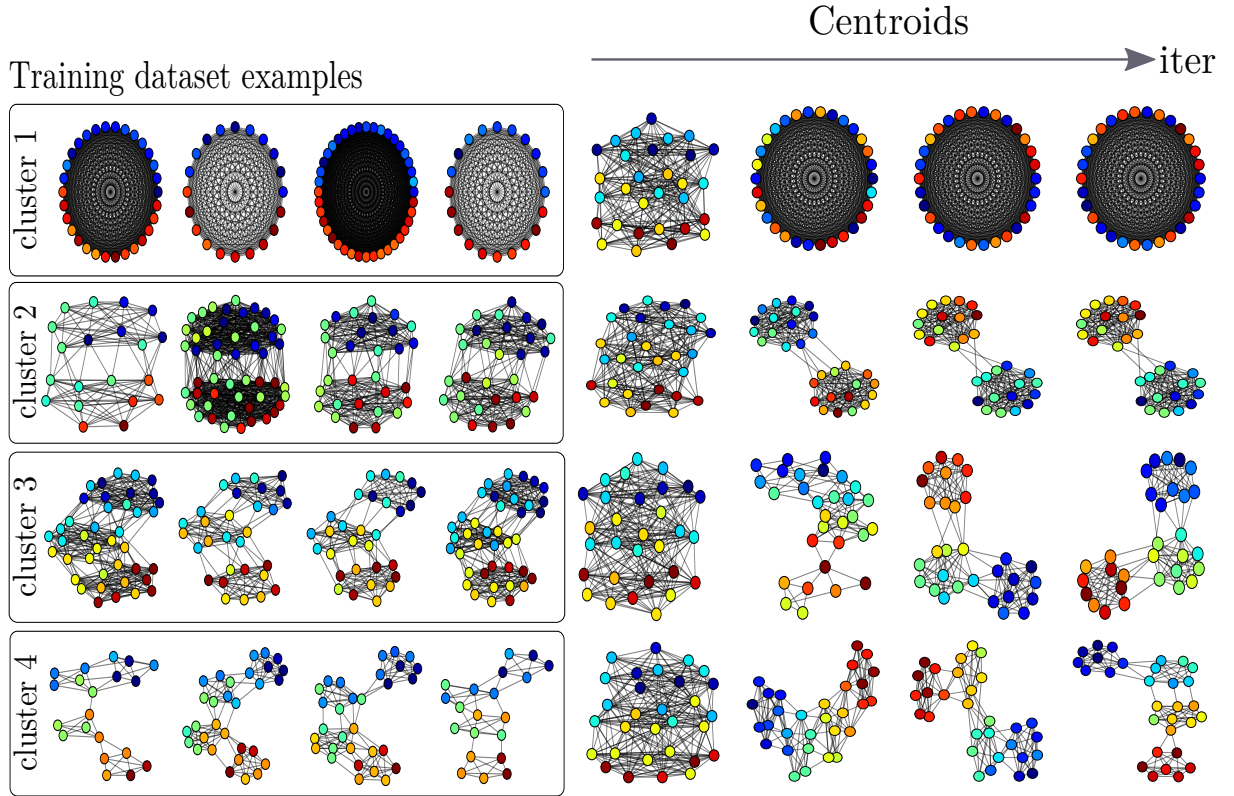 Centroids
iter
Training dataset examples
cluster 1
cluster 2
cluster 3
cluster 4